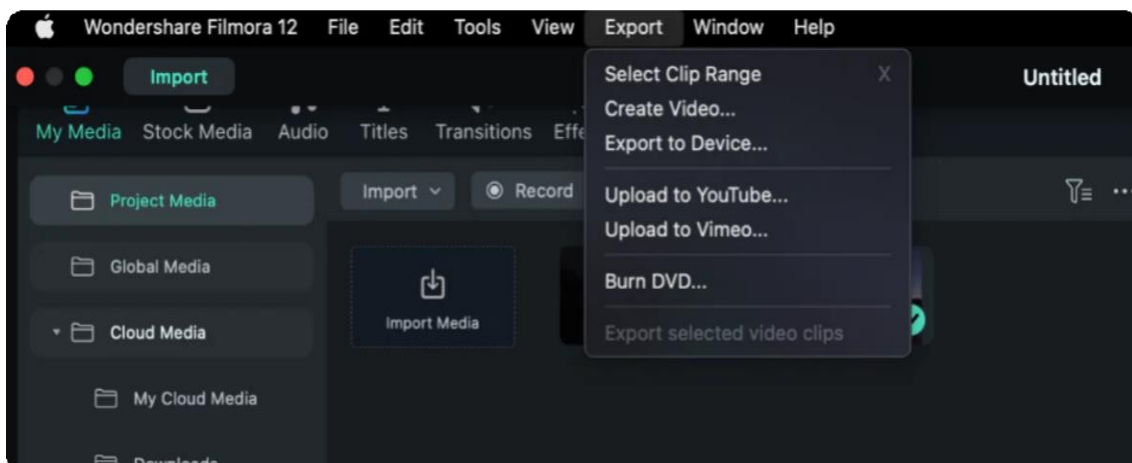 Wondershare Filmora 12 File Edit Tools View Export Window Help
Import
Untitled
My Media Stock Media Audio Titles Transitions
Select Clip Range X
Create Video...
Export to Device...
Upload to YouTube...
Upload to Vimeo...
Burn DVD...
Export selected video clips
Project Media
Import Record
Global Media
Import Media
Cloud Media
My Cloud Media